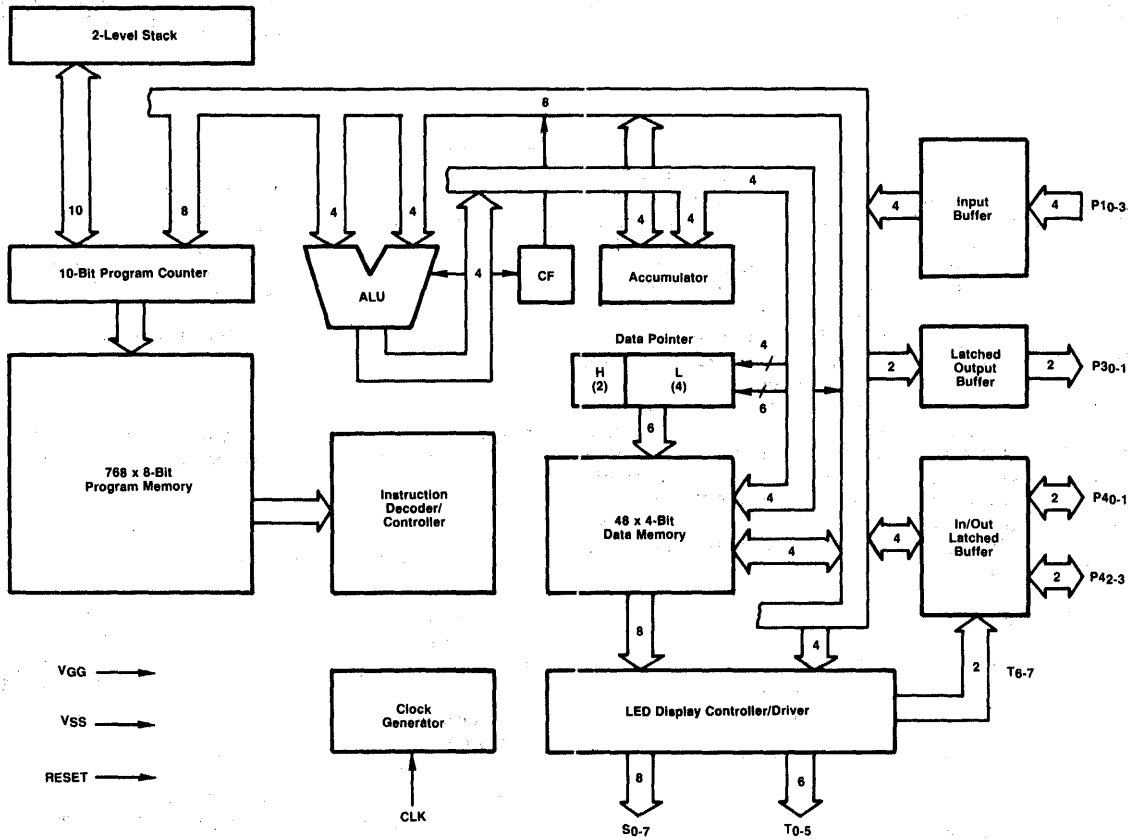 2-Level Stack
8
10
8
4
4
4
4
4
4
Input
Buffer
4
4
P10-3
10-Bit Program Counter
ALU
CF
Accumulator
Data Pointer
4
H
(2)
L
(4)
6
6
2
Latched
Output
Buffer
2
P30-1
768 x 8-Bit
Program Memory
Instruction
Decoder/
Controller
48 x 4-Bit
Data Memory
4
4
4
In/Out
Latched
Buffer
2
P40-1
2
P42-3
8
4
2
T6-7
VGG
VSS
RESET
Clock
Generator
CLK
LED Display Controller/Driver
8
6
S0-7
T0-5